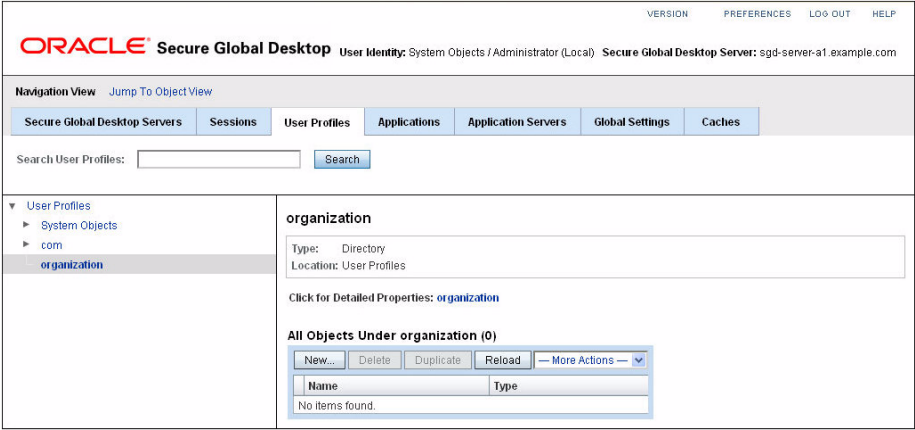 VERSION PREFERENCES LOG OUT HELP
ORACLE Secure Global Desktop User Identity: System Objects / Administrator (Local) Secure Global Desktop Server: sgd-server-a1.example.com
Navigation View Jump To Object View
Secure Global Desktop Servers Sessions User Profiles Applications Application Servers Global Settings Caches
Search User Profiles: Search
User Profiles
System Objects
com
organization
organization
Type: Directory
Location: User Profiles
Click for Detailed Properties: organization
All Objects Under organization (0)
New... Delete Duplicate Reload — More Actions —
Name Type
No items found.